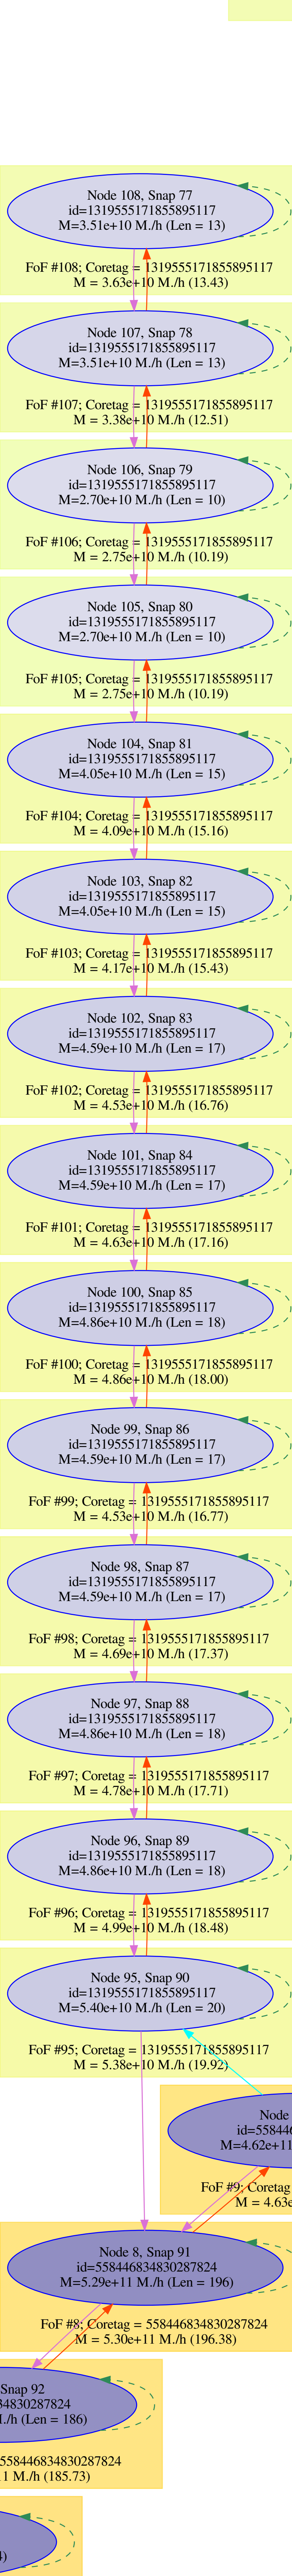 Node 108, Snap 77
id=1319555171855895117
M=3.51e+10 M./h (Len = 13)
FoF #108; Coretag = 1319555171855895117
M = 3.63e+10 M./h (13.43)
Node 107, Snap 78
id=1319555171855895117
M=3.51e+10 M./h (Len = 13)
FoF #107; Coretag = 1319555171855895117
M = 3.38e+10 M./h (12.51)
Node 106, Snap 79
id=1319555171855895117
M=2.70e+10 M./h (Len = 10)
FoF #106; Coretag = 1319555171855895117
M = 2.75e+10 M./h (10.19)
Node 105, Snap 80
id=1319555171855895117
M=2.70e+10 M./h (Len = 10)
FoF #105; Coretag = 1319555171855895117
M = 2.75e+10 M./h (10.19)
Node 104, Snap 81
id=1319555171855895117
M=4.05e+10 M./h (Len = 15)
FoF #104; Coretag = 1319555171855895117
M = 4.09e+10 M./h (15.16)
Node 103, Snap 82
id=1319555171855895117
M=4.05e+10 M./h (Len = 15)
FoF #103; Coretag = 1319555171855895117
M = 4.17e+10 M./h (15.43)
Node 102, Snap 83
id=1319555171855895117
M=4.59e+10 M./h (Len = 17)
FoF #102; Coretag = 1319555171855895117
M = 4.53e+10 M./h (16.76)
Node 101, Snap 84
id=1319555171855895117
M=4.59e+10 M./h (Len = 17)
FoF #101; Coretag = 1319555171855895117
M = 4.63e+10 M./h (17.16)
Node 100, Snap 85
id=1319555171855895117
M=4.86e+10 M./h (Len = 18)
FoF #100; Coretag = 1319555171855895117
M = 4.86e+10 M./h (18.00)
Node 99, Snap 86
id=1319555171855895117
M=4.59e+10 M./h (Len = 17)
FoF #99; Coretag = 1319555171855895117
M = 4.53e+10 M./h (16.77)
Node 98, Snap 87
id=1319555171855895117
M=4.59e+10 M./h (Len = 17)
FoF #98; Coretag = 1319555171855895117
M = 4.69e+10 M./h (17.37)
Node 97, Snap 88
id=1319555171855895117
M=4.86e+10 M./h (Len = 18)
FoF #97; Coretag = 1319555171855895117
M = 4.78e+10 M./h (17.71)
Node 96, Snap 89
id=1319555171855895117
M=4.86e+10 M./h (Len = 18)
FoF #96; Coretag = 1319555171855895117
M = 4.99e+10 M./h (18.48)
Node 95, Snap 90
id=1319555171855895117
M=5.40e+10 M./h (Len = 20)
FoF #95; Coretag = 1319555171855895117
M = 5.38e+10 M./h (19.92)
Node
id=55844
M=4.62e+11
FoF #9; Coretag
M = 4.63e
Node 8, Snap 91
id=558446834830287824
M=5.29e+11 M./h (Len = 196)
FoF #8; Coretag = 558446834830287824
M = 5.30e+11 M./h (196.38)
Snap 92
34830287824
M./h (Len = 186)
558446834830287824
11 M./h (185.73)